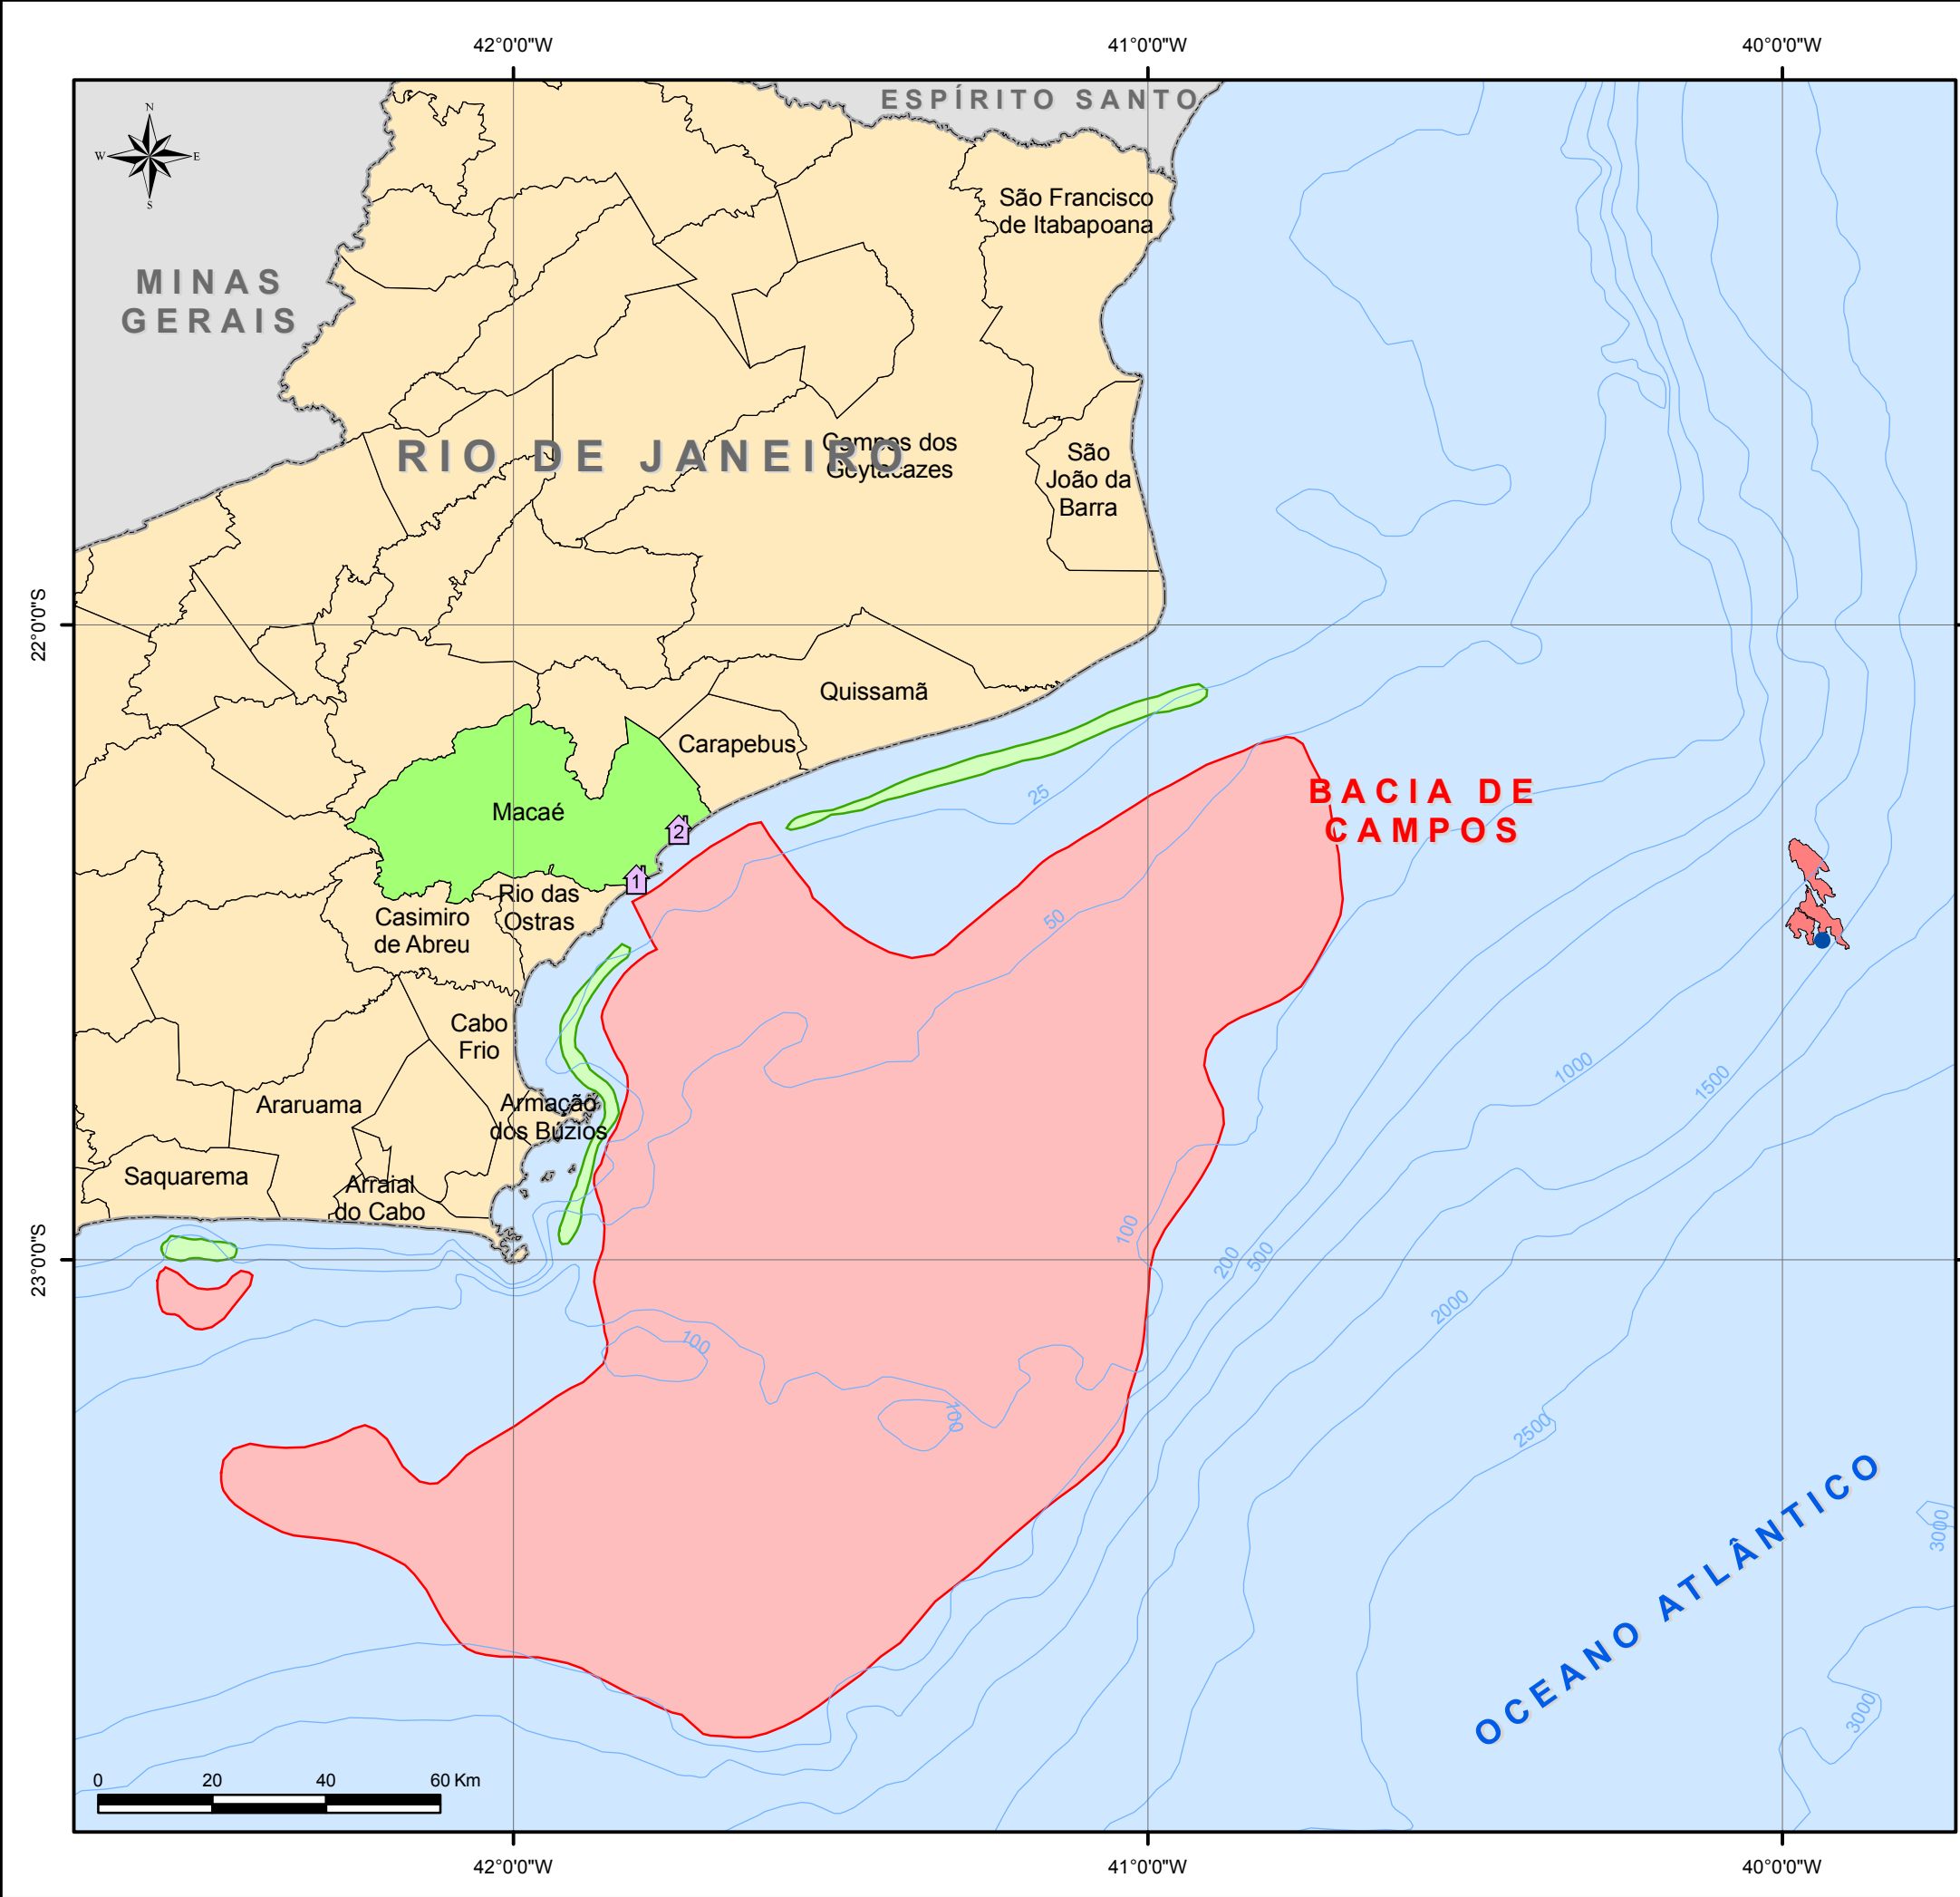 42°0'0"W
41°0'0"W
40°0'0"W
ESPÍRITO SANTO
N
W
E
S
São Francisco
de Itabapoana
MINAS
GERAIS
RIO DE JANEIRO
Campos dos
Goytacazes
São
João da
Barra
22°0'0"S
Quissamã
Carapebus
BACIA DE
CAMPOS
25
Macaé
2
1
Rio das
Ostras
Casimiro
de Abreu
50
Cabo
Frio
1000
1500
Araruama
Armação
dos Búzios
Saquarema
Arraial
do Cabo
100
200
500
23°0'0"S
2000
100
100
2500
OCEANO ATLÂNTICO
3000
3000
0
20
40
60 Km
42°0'0"W
41°0'0"W
40°0'0"W